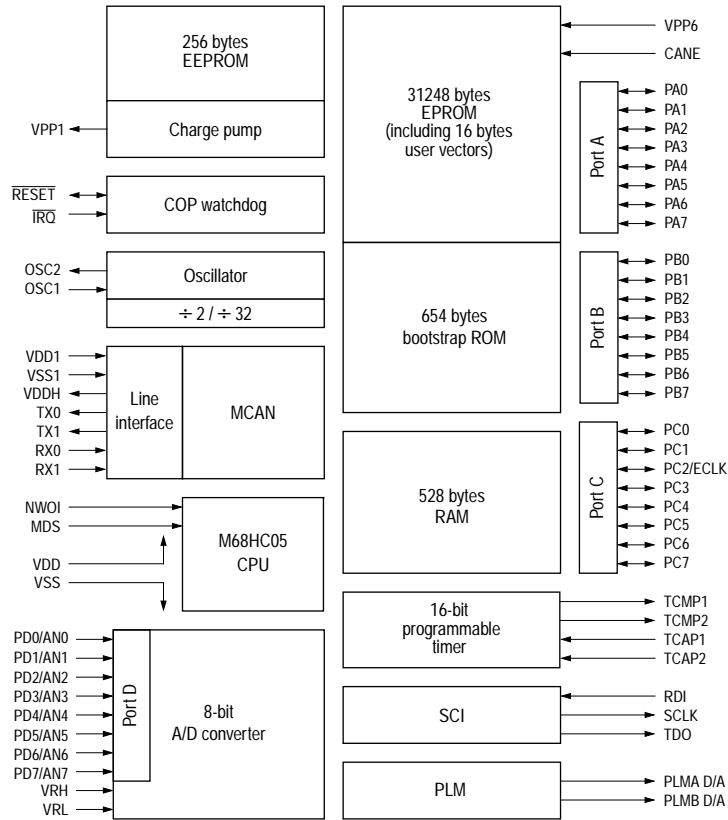 256 bytes
EEPROM
Charge pump
VPP1
COP watchdog
RESET
IRQ
Oscillator
÷ 2 / ÷ 32
OSC2
OSC1
VDD1
VSS1
VDDH
TX0
TX1
RX0
RX1
Line
interface
MCAN
NWOI
MDS
VDD
VSS
M68HC05
CPU
PD0/AN0
PD1/AN1
PD2/AN2
PD3/AN3
PD4/AN4
PD5/AN5
PD6/AN6
PD7/AN7
VRH
VRL
Port D
8-bit
A/D converter
31248 bytes
EPROM
(including 16 bytes
user vectors)
654 bytes
bootstrap ROM
528 bytes
RAM
16-bit
programmable
timer
SCI
PLM
VPP6
CANE
Port A
PA0
PA1
PA2
PA3
PA4
PA5
PA6
PA7
Port B
PB0
PB1
PB2
PB3
PB4
PB5
PB6
PB7
Port C
PC0
PC1
PC2/ECLK
PC3
PC4
PC5
PC6
PC7
TCMP1
TCMP2
TCAP1
TCAP2
RDI
SCLK
TDO
PLMA D/A
PLMB D/A